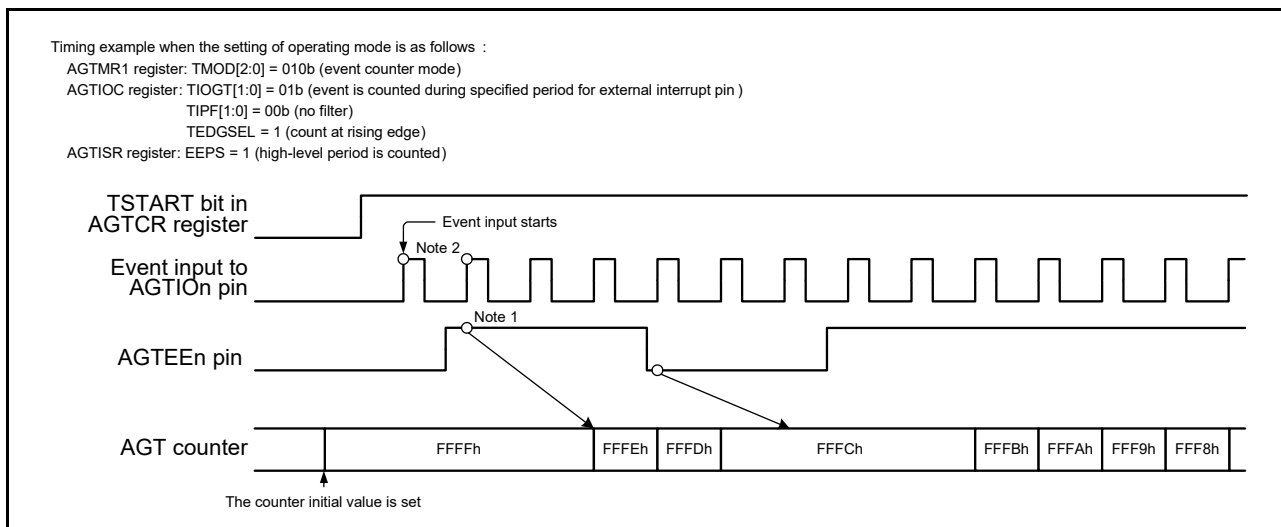 Timing example when the setting of operating mode is as follows :
AGTMR1 register: TMOD[2:0] = 010b (event counter mode)
AGTIOC register: TIOGT[1:0] = 01b (event is counted during specified period for external interrupt pin )
TIPF[1:0] = 00b (no filter)
TEDGSEL = 1 (count at rising edge)
AGTISR register: EEPS = 1 (high-level period is counted)
TSTART bit in
AGTCR register
Event input starts
Event input to
AGTIOn pin
Note 2
Note 1
AGTEEn pin
AGT counter
FFFFh
FFFEh
FFFDh
FFFCh
FFFBh
FFFAh
FFF9h
FFF8h
The counter initial value is set